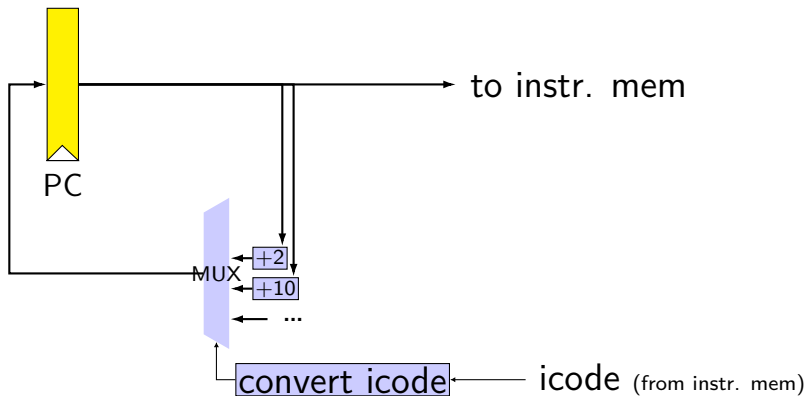 to instr. mem
PC
+2
MUX
+10
...
convert icode
icode (from instr. mem)